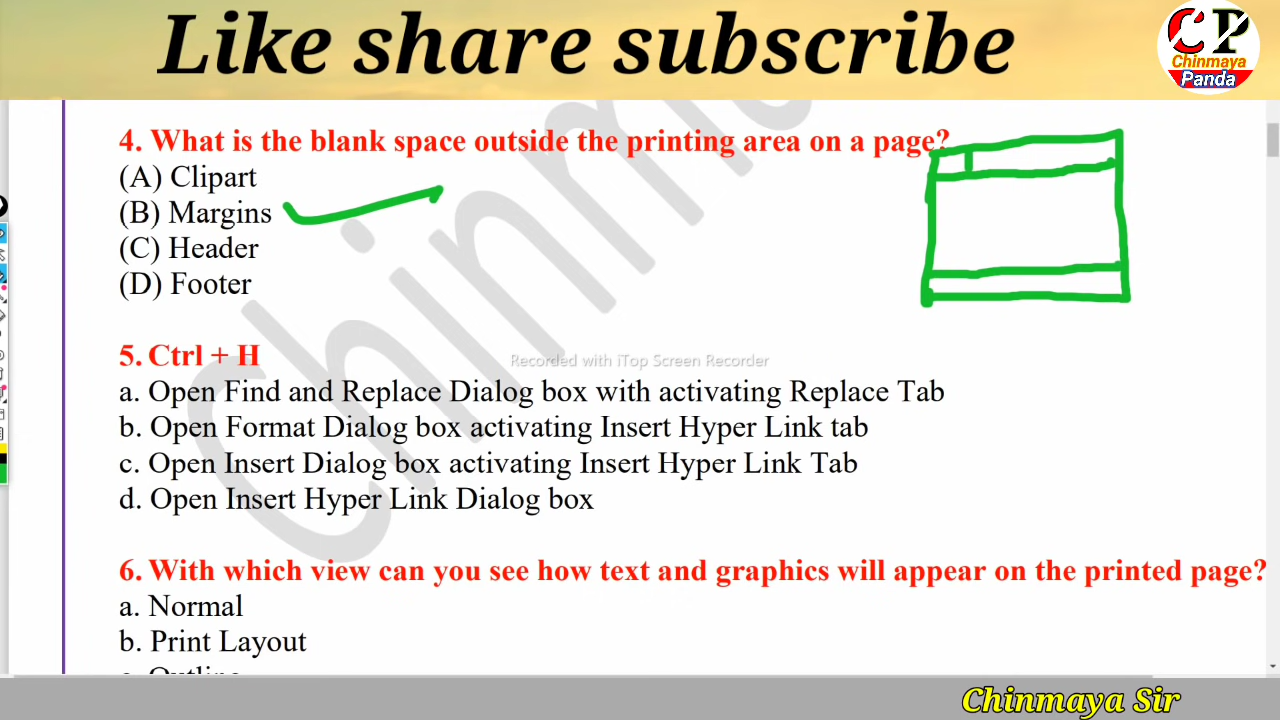 Like share subscribe
CP
Chinmaya
Panda
4. What is the blank space outside the printing area on a page?
(A) Clipart
(B) Margins
(C) Header
(D) Footer
5. Ctrl + H
Recorded with iTop Screen Recorder
a. Open Find and Replace Dialog box with activating Replace Tab
b. Open Format Dialog box activating Insert Hyper Link tab
c. Open Insert Dialog box activating Insert Hyper Link Tab
d. Open Insert Hyper Link Dialog box
6. With which view can you see how text and graphics will appear on the printed page?
a. Normal
b. Print Layout
Chinmaya Sir